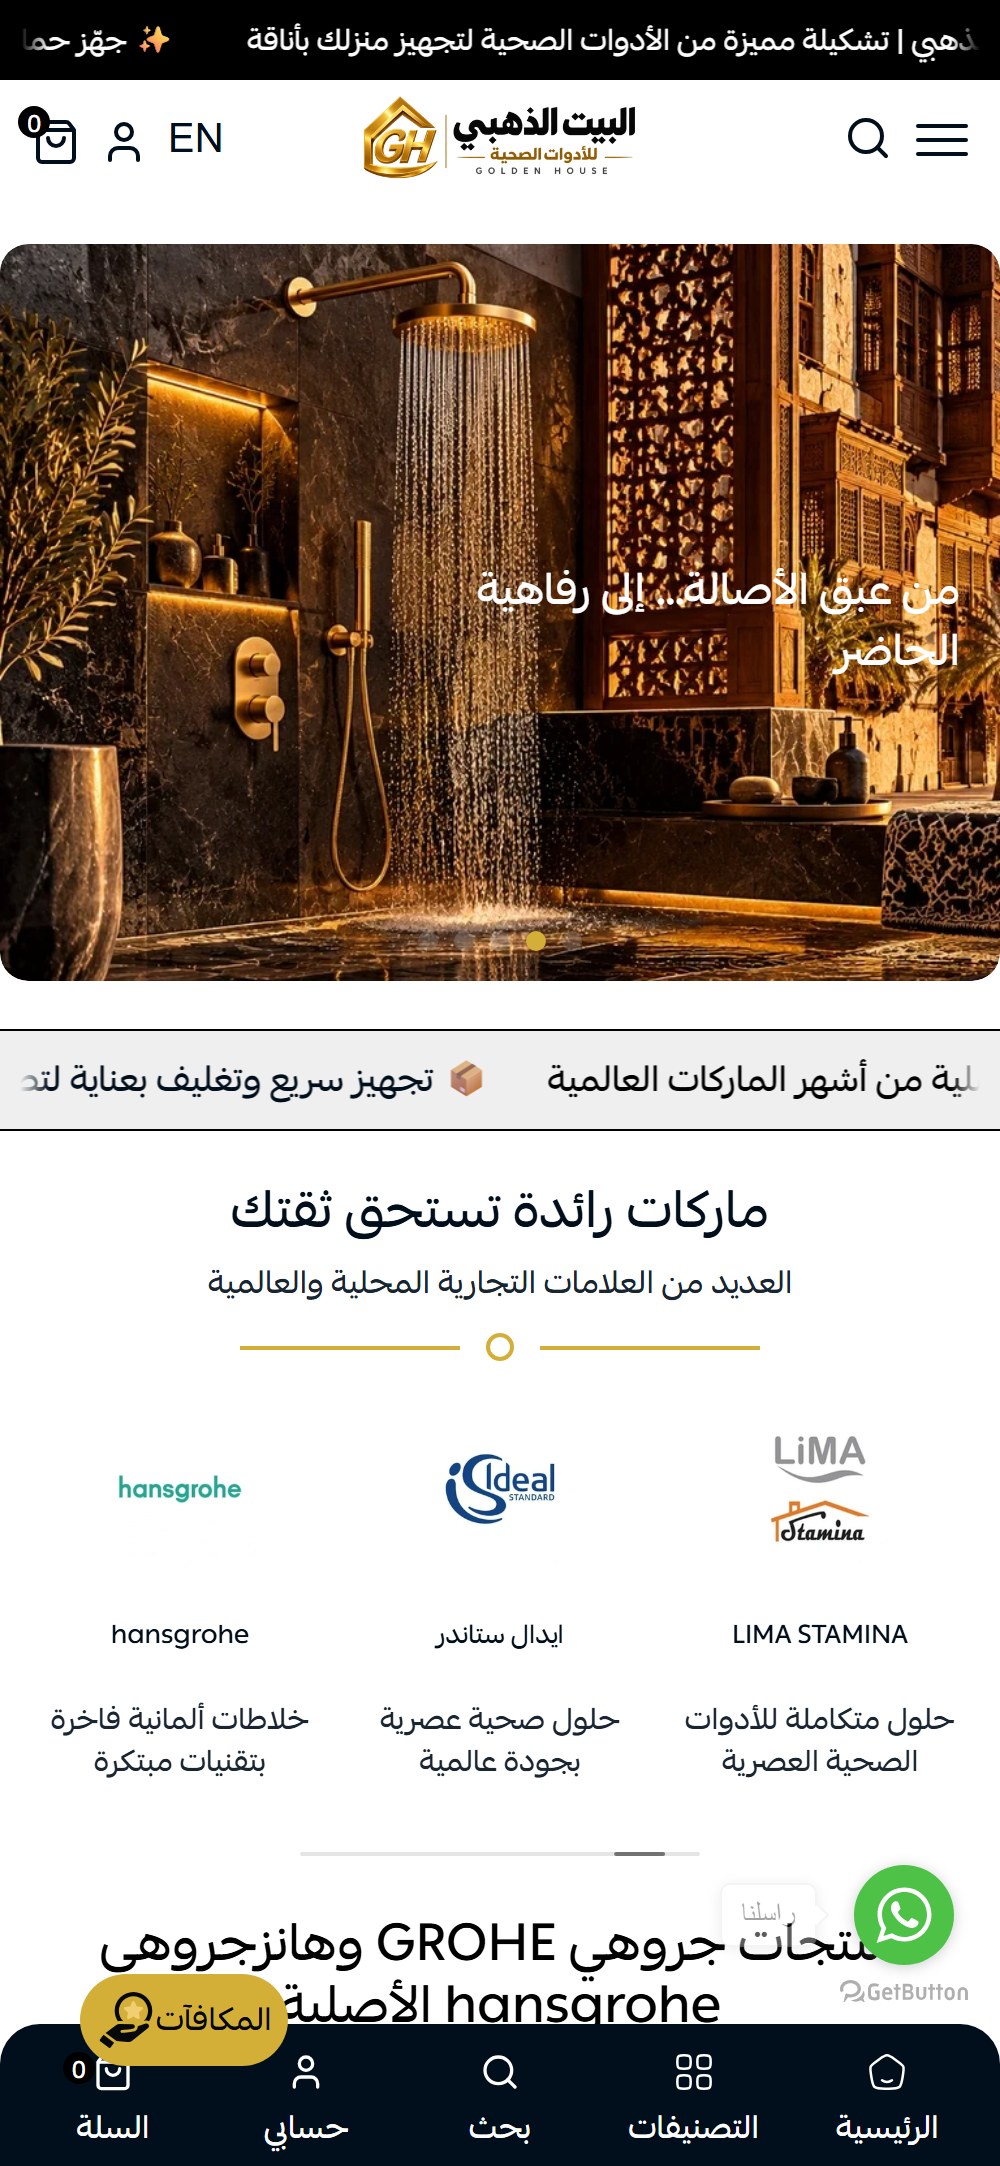 ذهبي | تشكيلة مميزة من الأدوات الصحية لتجهيز منزلك بأناقة ✨ جهّز
0
EN
GH
البيت الذهبي
للأدوات الصحية
GOLDEN HOUSE
من عبق الأصالة... إلى رفاهية
الحاضر
من أشهر الماركات العالمية 📦 تجهيز سريع وتغليف بعناية
ماركات رائدة تستحق ثقتك
العديد من العلامات التجارية المحلية والعالمية
LiMA
Stamina
Ideal
STANDARD
hansgrohe
LIMA STAMINA
ايدال ستاندر
hansgrohe
حلول متكاملة للأدوات
الصحية العصرية
حلول صحية عصرية
بجودة عالمية
خلاطات ألمانية فاخرة
بتقنيات مبتكرة
راسلنا
جروهي GROHE وهانزجروهي
hansgrohe الأصلية
GetButton
المكافآت
الرئيسية
التصنيفات
بحث
حسابي
0
السلة